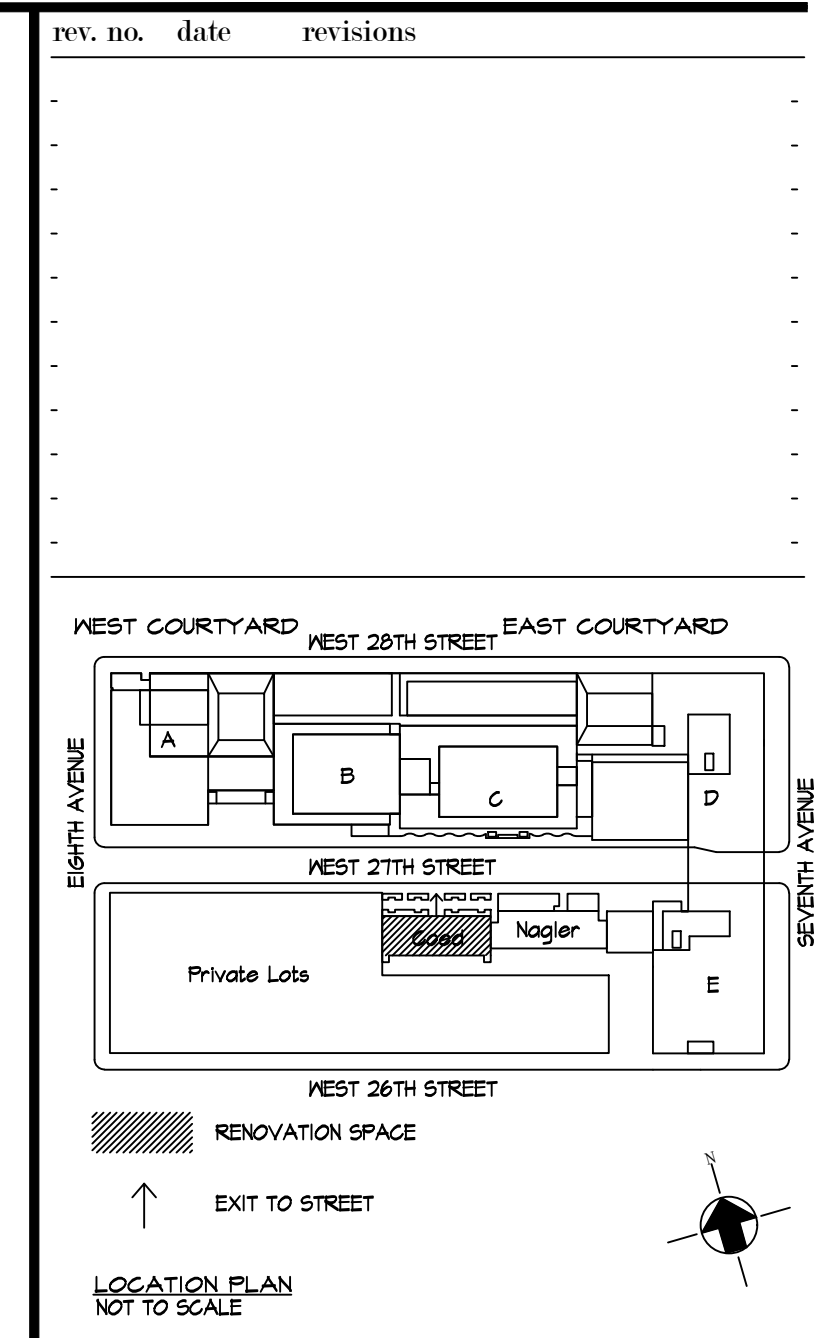 rev. no. date revisions
WEST COURTYARD
WEST 28TH STREET
EAST COURTYARD
EIGHTH AVENUE
A
B
C
D
SEVENTH AVENUE
WEST 27TH STREET
Coed
Nagler
Private Lots
E
WEST 26TH STREET
RENOVATION SPACE
EXIT TO STREET
N
LOCATION PLAN
NOT TO SCALE